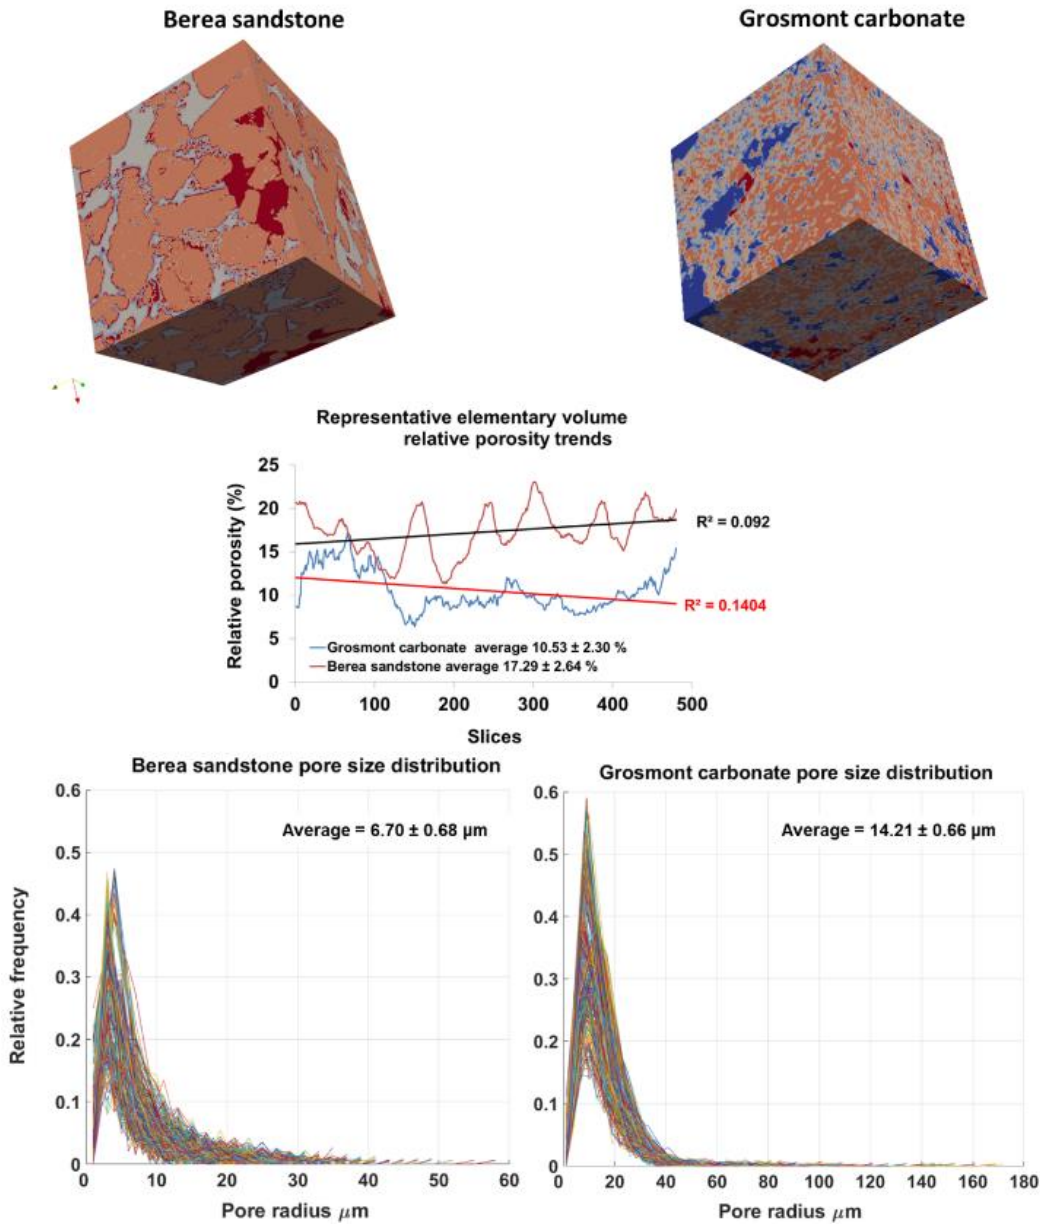 Berea sandstone
Grosmont carbonate
Representative elementary volume
relative porosity trends
Relative porosity (%)
25
20
15
10
5
0
R² = 0.092
R² = 0.1404
Grosmont carbonate average 10.53 ± 2.30 %
Berea sandstone average 17.29 ± 2.64 %
0 100 200 300 400 500
Slices
Berea sandstone pore size distribution
Relative frequency
0.6
0.5
0.4
0.3
0.2
0.1
0
Average = 6.70 ± 0.68 µm
0 10 20 30 40 50 60
Pore radius µm
Grosmont carbonate pore size distribution
0.6
0.5
0.4
0.3
0.2
0.1
0
Average = 14.21 ± 0.66 µm
0 20 40 60 80 100 120 140 160 180
Pore radius µm